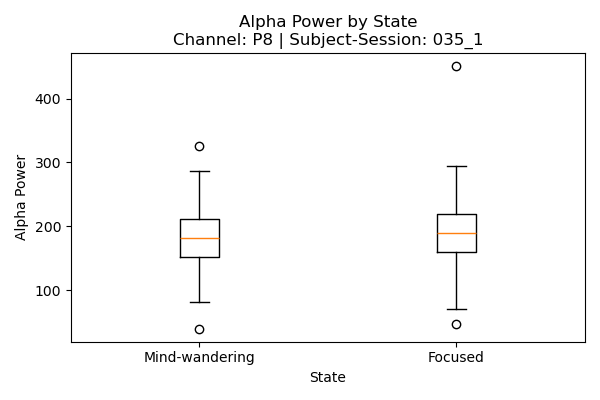 Alpha Power by State
Channel: P8 | Subject-Session: 035_1
400
300
200
100
Alpha Power
Mind-wandering
Focused
State